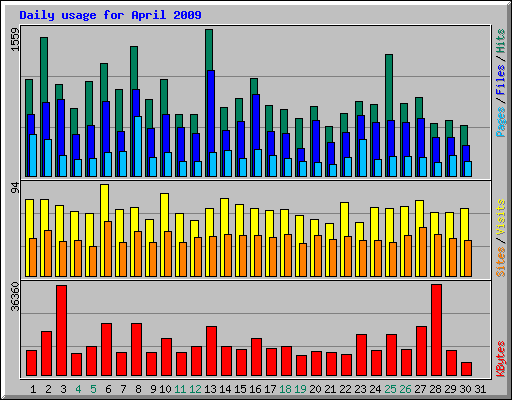 Daily usage for April 2009
1559
Pages / Files / Hits
94
Sites / Visits
36360
KBytes
1 2 3 4 5 6 7 8 9 10 11 12 13 14 15 16 17 18 19 20 21 22 23 24 25 26 27 28 29 30 31